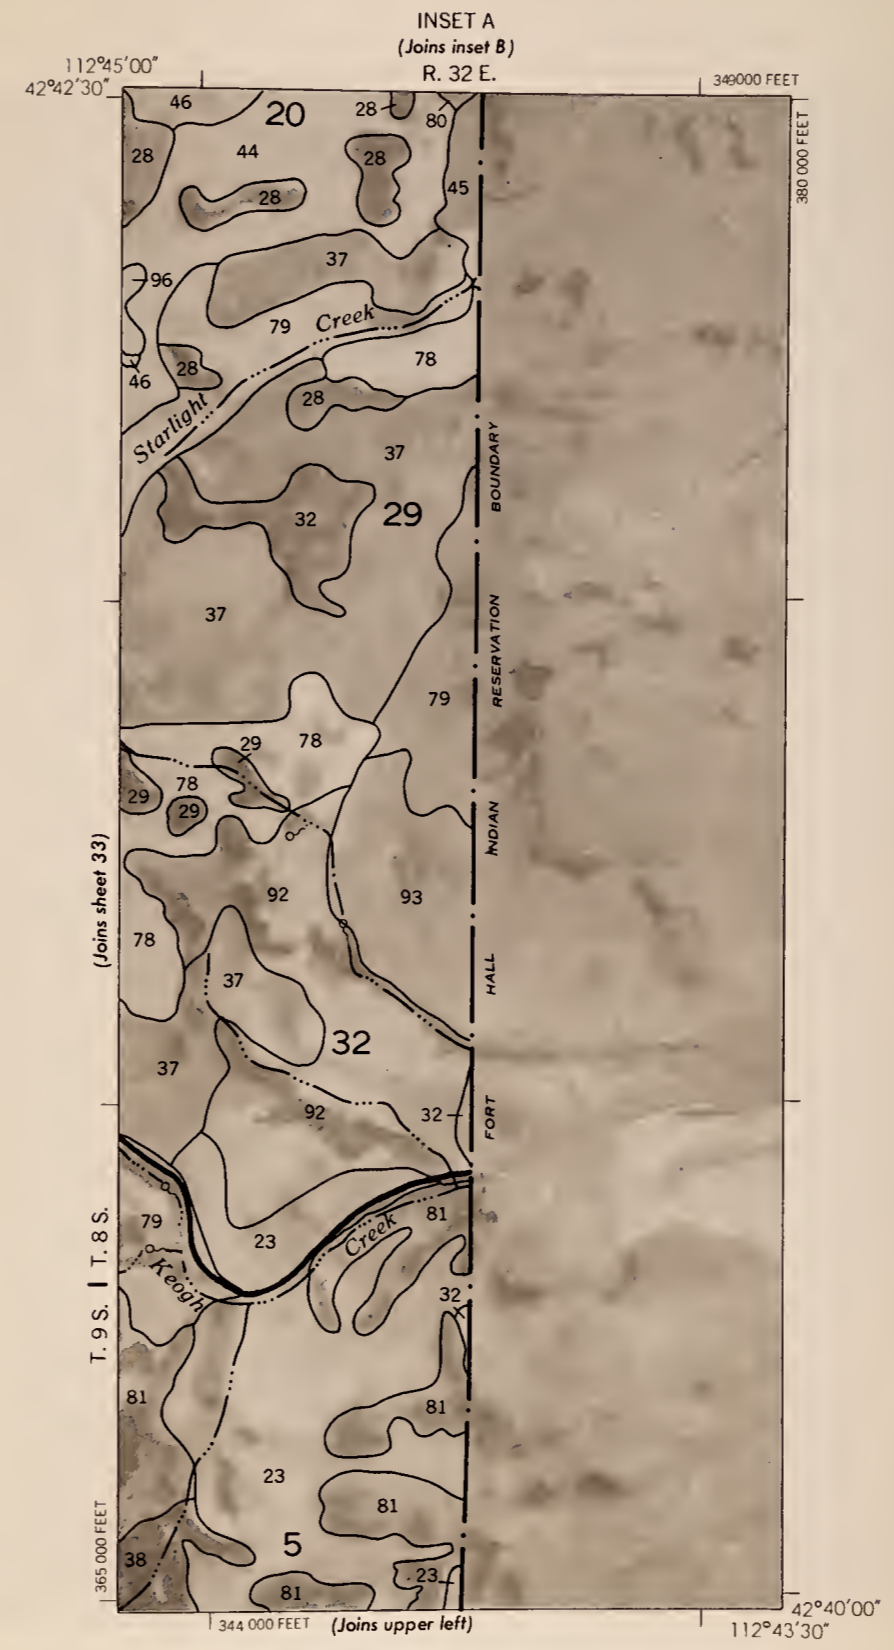 INSET A
(Joins inset B)
R. 32 E.
112°45'00"
42°42'30"
349000 FEET
380 000 FEET
46
20
28
80
28
44
28
28
45
37
96
79
Creek
78
28
46
28
Starlight
37
BOUNDARY
32
29
37
RESERVATION
79
29
78
78
29
29
INDIAN
(Joins sheet 33)
92
93
78
37
HALL
32
37
92
32
FORT
79
23
Creek
81
T. 9 S. | T. 8 S.
Keogh
32
81
81
23
81
365 000 FEET
5
38
23
81
344 000 FEET
(Joins upper left)
42°40'00"
112°43'30"